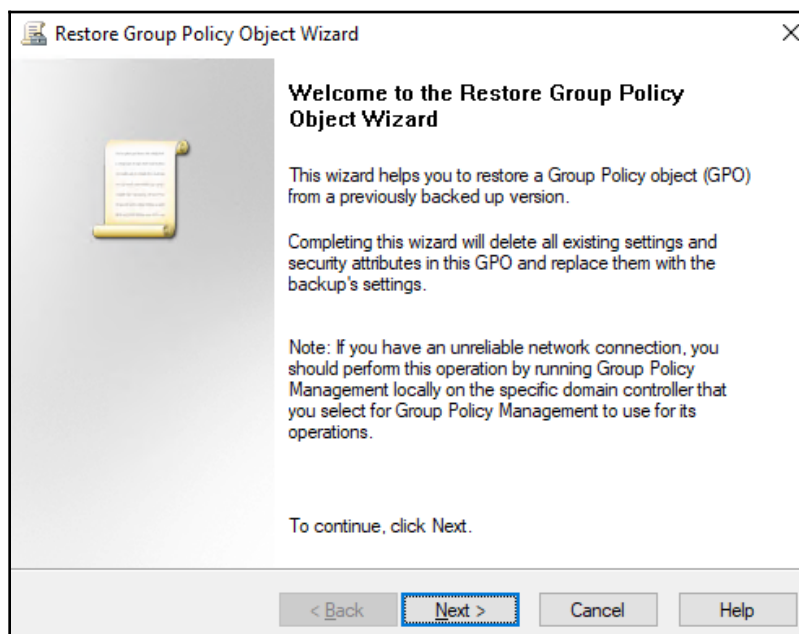 Restore Group Policy Object Wizard
Welcome to the Restore Group Policy
Object Wizard
This wizard helps you to restore a Group Policy object (GPO)
from a previously backed up version.
Completing this wizard will delete all existing settings and
security attributes in this GPO and replace them with the
backup's settings.
Note: If you have an unreliable network connection, you
should perform this operation by running Group Policy
Management locally on the specific domain controller that
you select for Group Policy Management to use for its
operations.
To continue, click Next.
< Back   Next >   Cancel   Help